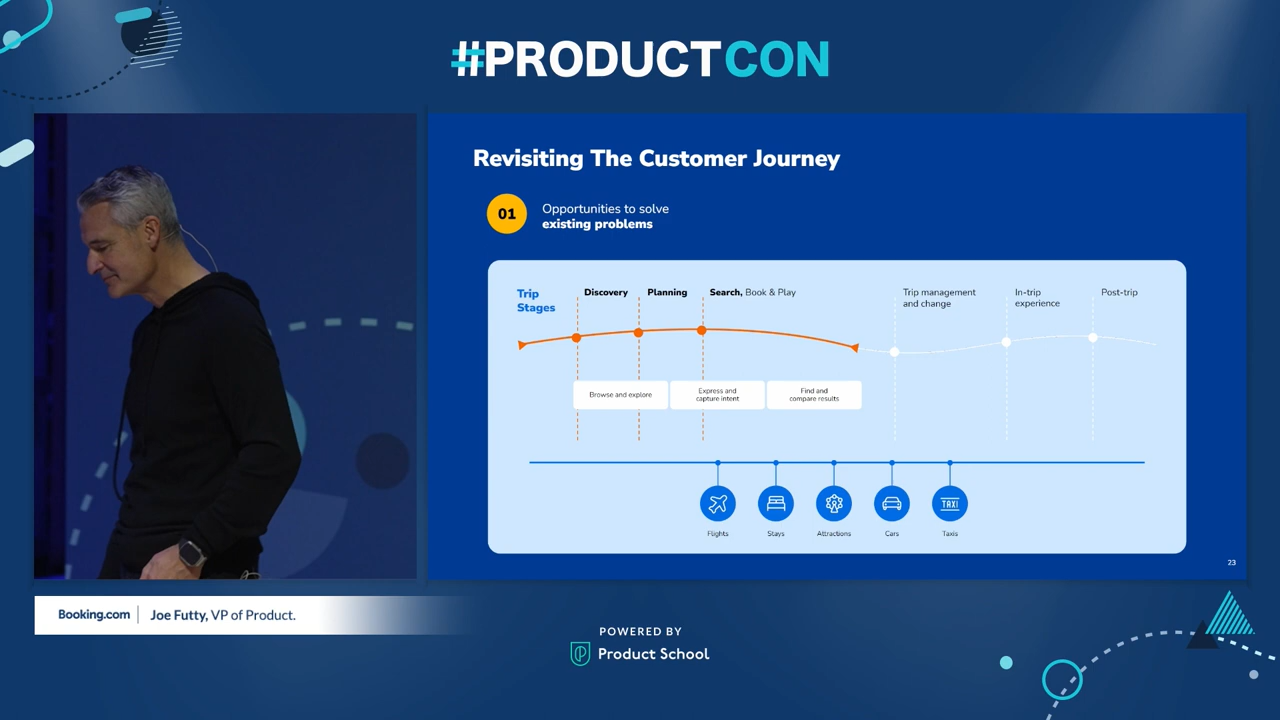 #PRODUCTCON
Revisiting The Customer Journey
01
Opportunities to solve
existing problems
Trip
Stages
Discovery
Planning
Search, Book & Play
Trip management
and change
In-trip
experience
Post-trip
Browse and explore
Express and
capture intent
Find and
compare results
TAXI
Flights
Stays
Attractions
Cars
Taxis
23
Booking.com
Joe Futty, VP of Product.
POWERED BY
Product School